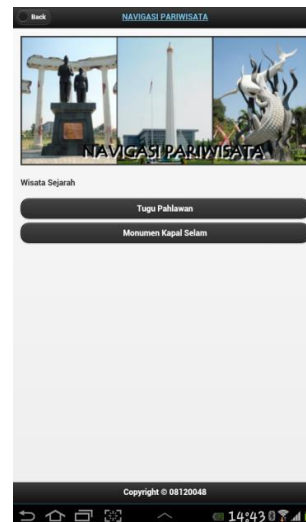 Back
NAVIGASI PARIWISATA
NAVIGASI PARIWISATA
Wisata Sejarah
Tugu Pahlawan
Monumen Kapal Selam
Copyright © 08120048
14:43